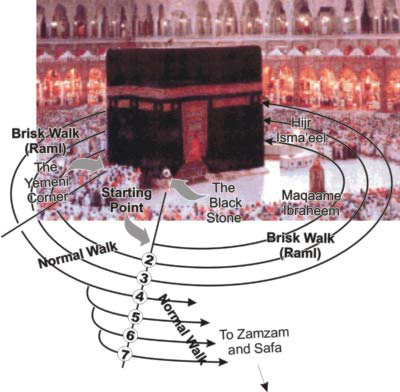 Hijr
Isma'eel
Brisk Walk
(Raml)
The
Yemeni
Corner
Starting
Point
The
Black
Stone
Maqaame
Ibraheem
Brisk Walk
(Raml)
Normal Walk
2
3
4
5
6
7
Normal Walk
To Zamzam
and Safa